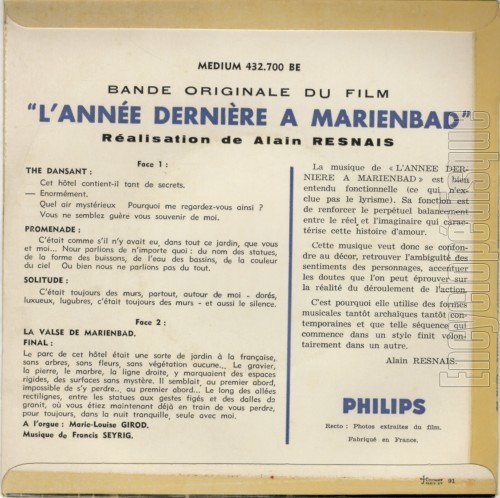 MEDIUM 432.700 BE
BANDE ORIGINALE DU FILM
"L'ANNÉE DERNIÈRE A MARIENBAD"
Réalisation de Alain RESNAIS
Face 1 :
THE DANSANT :
Cet hôtel contient-il tant de secrets.
— Enormément.
Quel air mystérieux Pourquoi me regardez-vous ainsi ?
Vous ne semblez guère vous souvenir de moi.
PROMENADE :
C'était comme s'il n'y avait eu, dans tout ce jardin, que vous
et moi... Nous parlions de n'importe quoi : du nom des statues,
de la forme des buissons, de l'eau des bassins, de la couleur
du ciel Ou bien nous ne parlions pas du tout.
SOLITUDE :
C'était toujours des murs, partout, autour de moi - dorés,
luxueux, lugubres, c'était toujours des murs - et aussi le silence.
Face 2 :
LA VALSE DE MARIENBAD.
FINAL :
Le parc de cet hôtel était une sorte de jardin à la française,
sans arbres, sans fleurs, sans végétation aucune... Le gravier,
la pierre, le marbre, la ligne droite, y marquaient des espaces
rigides, des surfaces sans mystère. Il semblait, au premier abord,
impossible de s'y perdre.., au premier abord... Le long des allées
rectilignes, entre les statues aux gestes figés et les dalles de
granit, où vous étiez maintenant déjà en train de vous perdre,
pour toujours, dans la nuit tranquille, seule avec moi.
A l'orgue : Marie-Louise GIROD.
Musique de Francis SEYRIG.
La musique de « L'ANNEE DER-
NIERE A MARIENBAD » est bien
entendu fonctionnelle (ce qui n'ex-
clue pas le lyrisme). Sa fonction est
de renforcer le perpétuel balancement
entre le réel et l'imaginaire qui carac-
térise cette histoire d'amour.
Cette musique veut donc se confon-
dre au décor, retrouver l'ambiguïté des
sentiments des personnages, accentuer
les doutes que l'on peut éprouver sur
la réalité du déroulement de l'action.
C'est pourquoi elle utilise des formes
musicales tantôt archaïques tantôt con-
temporaines et que telle séquence qui
commence dans un style finit volon-
tairement dans un autre.
Alain RESNAIS.
PHILIPS
Recto : Photos extraites du film.
Fabriqué en France.
91
Encyclopédisque.fr